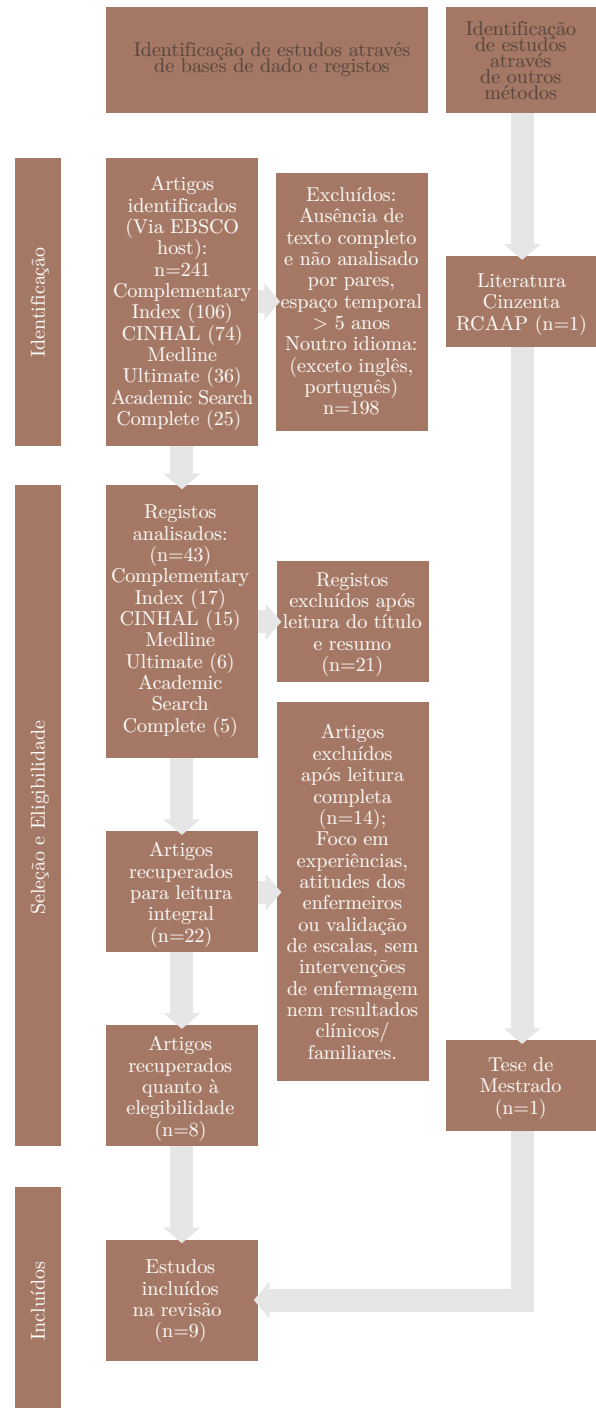 Identificação de estudos através
de bases de dado e registos
Identificação
de estudos
através
de outros
métodos
Identificação
Artigos
identificados
(Via EBSCO
host):
n=241
Complementary
Index (106)
CINHAL (74)
Medline
Ultimate (36)
Academic Search
Complete (25)
Excluídos:
Ausência de
texto completo
e não analisado
por pares,
espaço temporal
> 5 anos
Noutro idioma:
(exceto inglês,
português)
n=198
Literatura
Cinzenta
RCAAP (n=1)
Seleção e Eligibilidade
Registos
analisados:
(n=43)
Complementary
Index (17)
CINHAL (15)
Medline
Ultimate (6)
Academic
Search
Complete (5)
Registos
excluídos após
leitura do título
e resumo
(n=21)
Artigos
recuperados
para leitura
integral
(n=22)
Artigos
excluídos
após leitura
completa
(n=14);
Foco em
experiências,
atitudes dos
enfermeiros
ou validação
de escalas, sem
intervenções
de enfermagem
nem resultados
clínicos/
familiares.
Artigos
recuperados
quanto à
elegibilidade
(n=8)
Tese de
Mestrado
(n=1)
Incluídos
Estudos
incluídos
na revisão
(n=9)